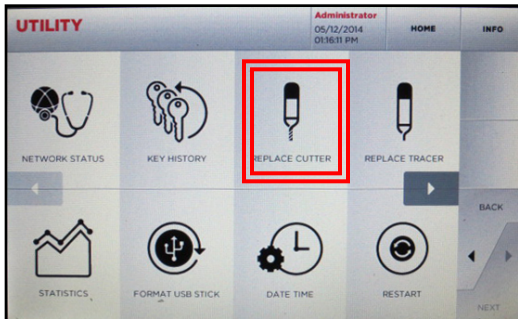 UTILITY
Administrator
05/12/2014
01:16:11 PM
HOME
INFO
NETWORK STATUS
KEY HISTORY
REPLACE CUTTER
REPLACE TRACER
BACK
STATISTICS
FORMAT USB STICK
DATE TIME
RESTART
NEXT